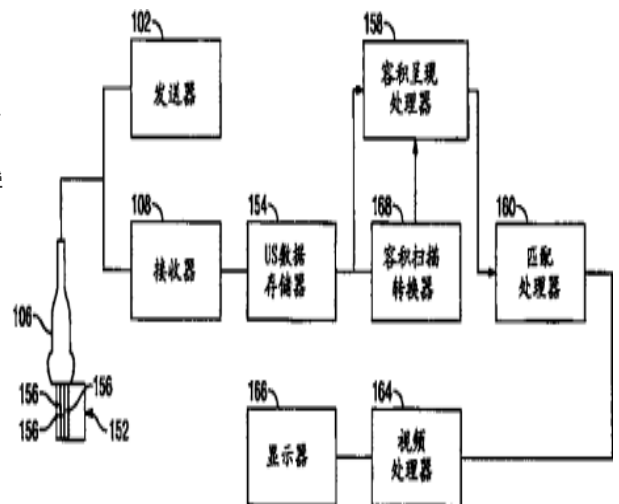 102
发送器
158
容积呈现
处理器
108
接收器
154
US数据
存储器
168
容积扫描
转换器
160
匹配
处理器
106
156
156
156
152
166
显示器
164
视频
处理器